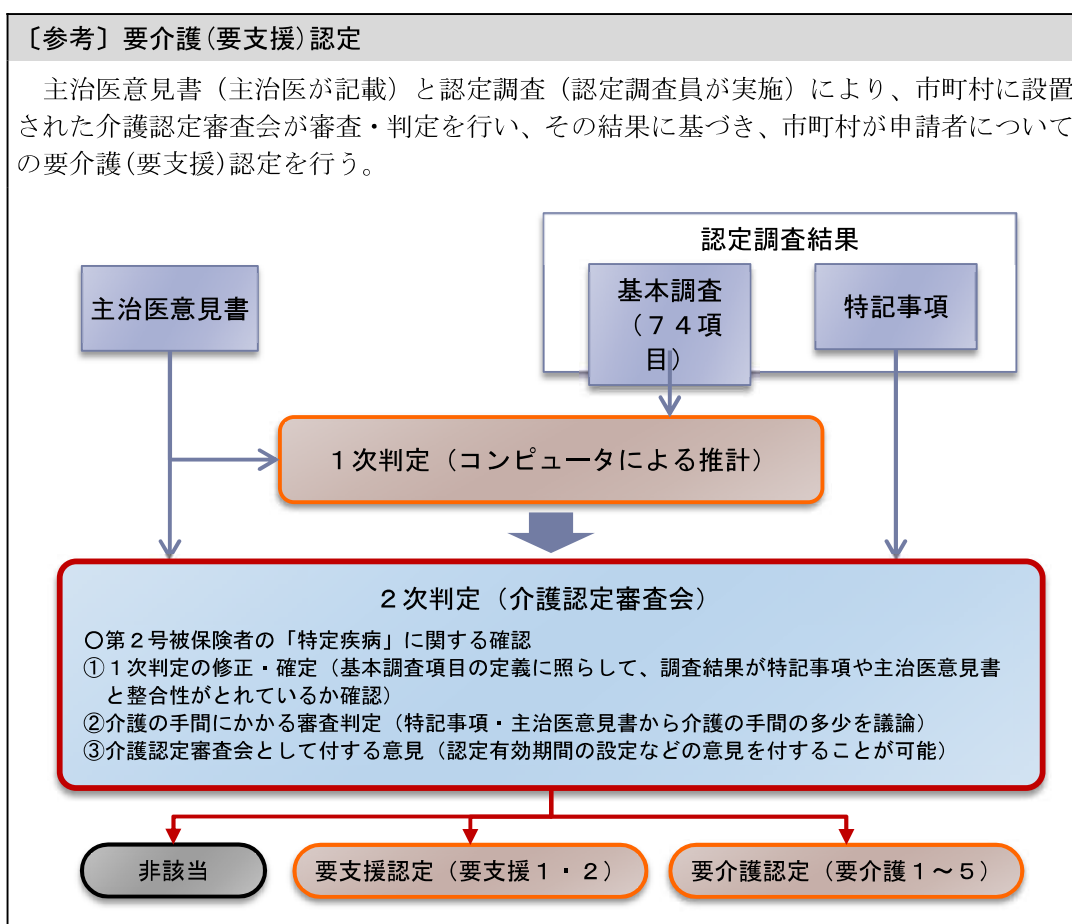 〔参考〕要介護(要支援)認定
主治医意見書(主治医が記載)と認定調査(認定調査員が実施)により、市町村に設置
された介護認定審査会が審査・判定を行い、その結果に基づき、市町村が申請者について
の要介護(要支援)認定を行う。
認定調査結果
主治医意見書
基本調査
(74項
目)
特記事項
1次判定(コンピュータによる推計)
2次判定(介護認定審査会)
○第2号被保険者の「特定疾病」に関する確認
①1次判定の修正・確定(基本調査項目の定義に照らして、調査結果が特記事項や主治医意見書
と整合性がとれているか確認)
②介護の手間にかかる審査判定(特記事項・主治医意見書から介護の手間の多少を議論)
③介護認定審査会として付する意見(認定有効期間の設定などの意見を付することが可能)
非該当
要支援認定(要支援1・2)
要介護認定(要介護1~5)